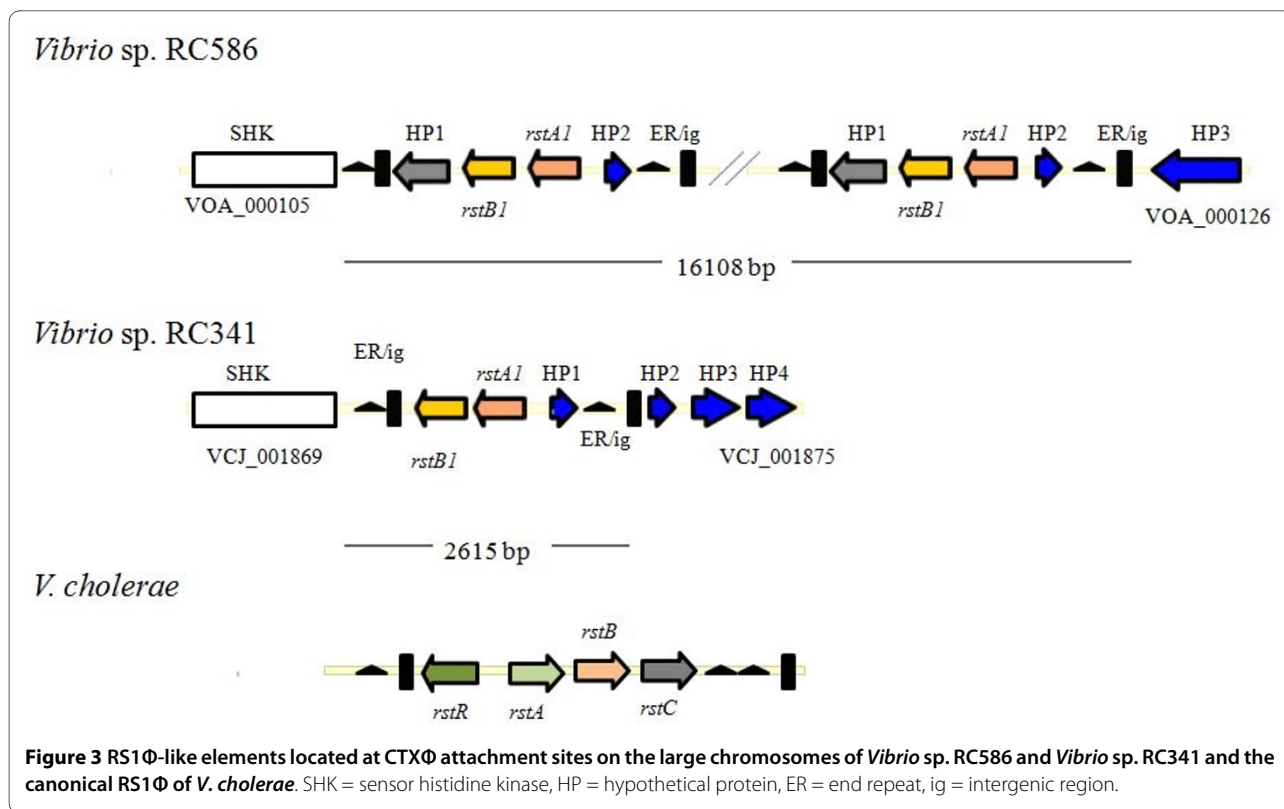 Vibrio sp. RC586
SHK HP1 rstA1 HP2 ER/ig HP1 rstA1 HP2 ER/ig HP3
VOA_000105 rstB1 rstB1 VOA_000126
16108 bp
Vibrio sp. RC341
ER/ig
SHK rstA1 HP1 HP2 HP3 HP4
ER/ig
VCJ_001869 rstB1 VCJ_001875
2615 bp
V. cholerae
rstB
rstR rstA rstC
Figure 3 RS1Φ-like elements located at CTXΦ attachment sites on the large chromosomes of Vibrio sp. RC586 and Vibrio sp. RC341 and the
canonical RS1Φ of V. cholerae. SHK = sensor histidine kinase, HP = hypothetical protein, ER = end repeat, ig = intergenic region.